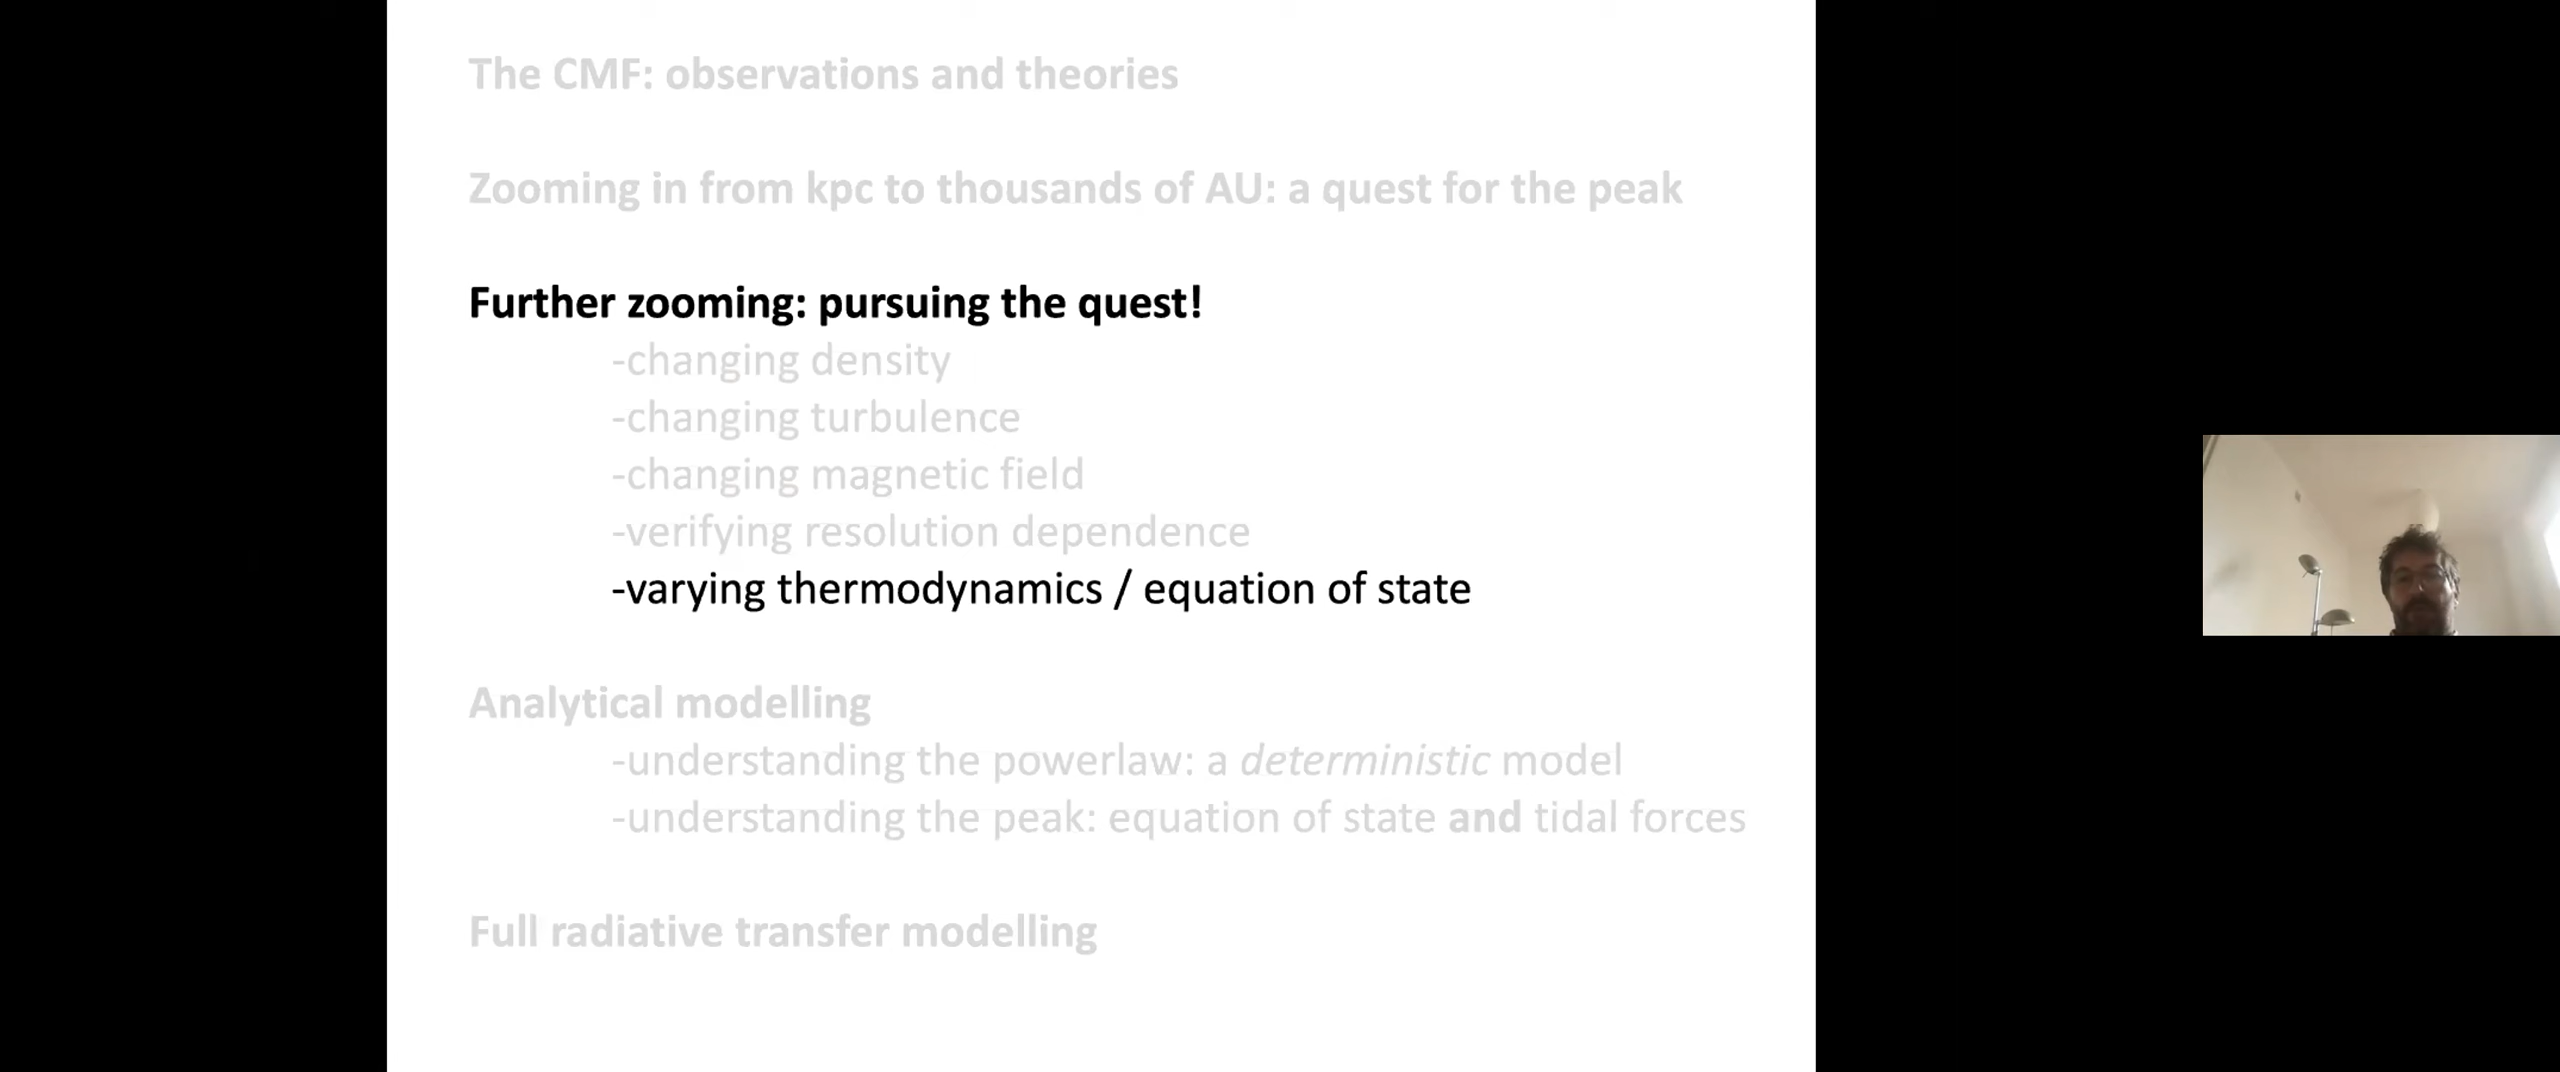 The CMF: observations and theories
Zooming in from kpc to thousands of AU: a quest for the peak
Further zooming: pursuing the quest!
-changing density
-changing turbulence
-changing magnetic field
-verifying resolution dependence
-varying thermodynamics / equation of state
Analytical modelling
-understanding the powerlaw: a deterministic model
-understanding the peak: equation of state and tidal forces
Full radiative transfer modelling